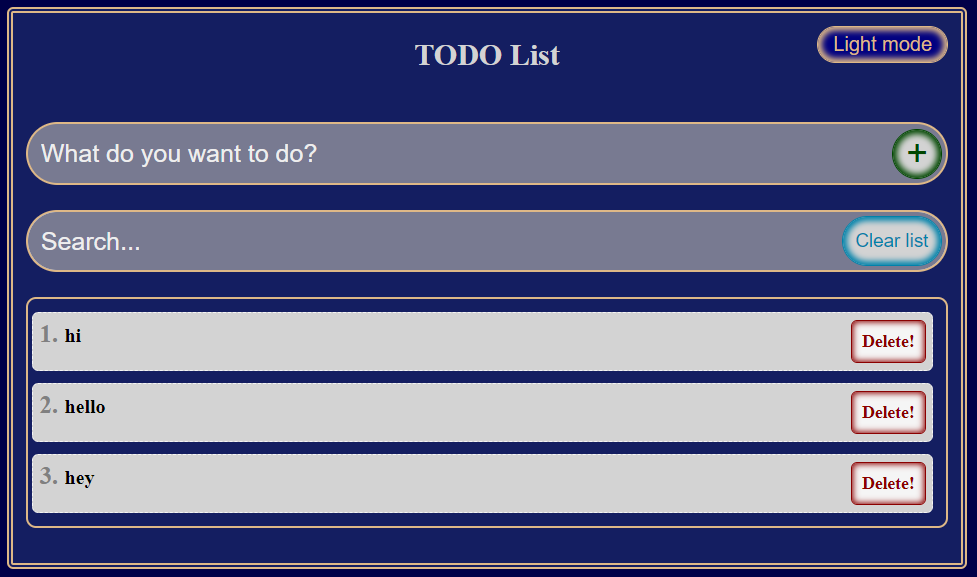 TODO List
Light mode
What do you want to do?
+
Search...
Clear list
1. hi
Delete!
2. hello
Delete!
3. hey
Delete!